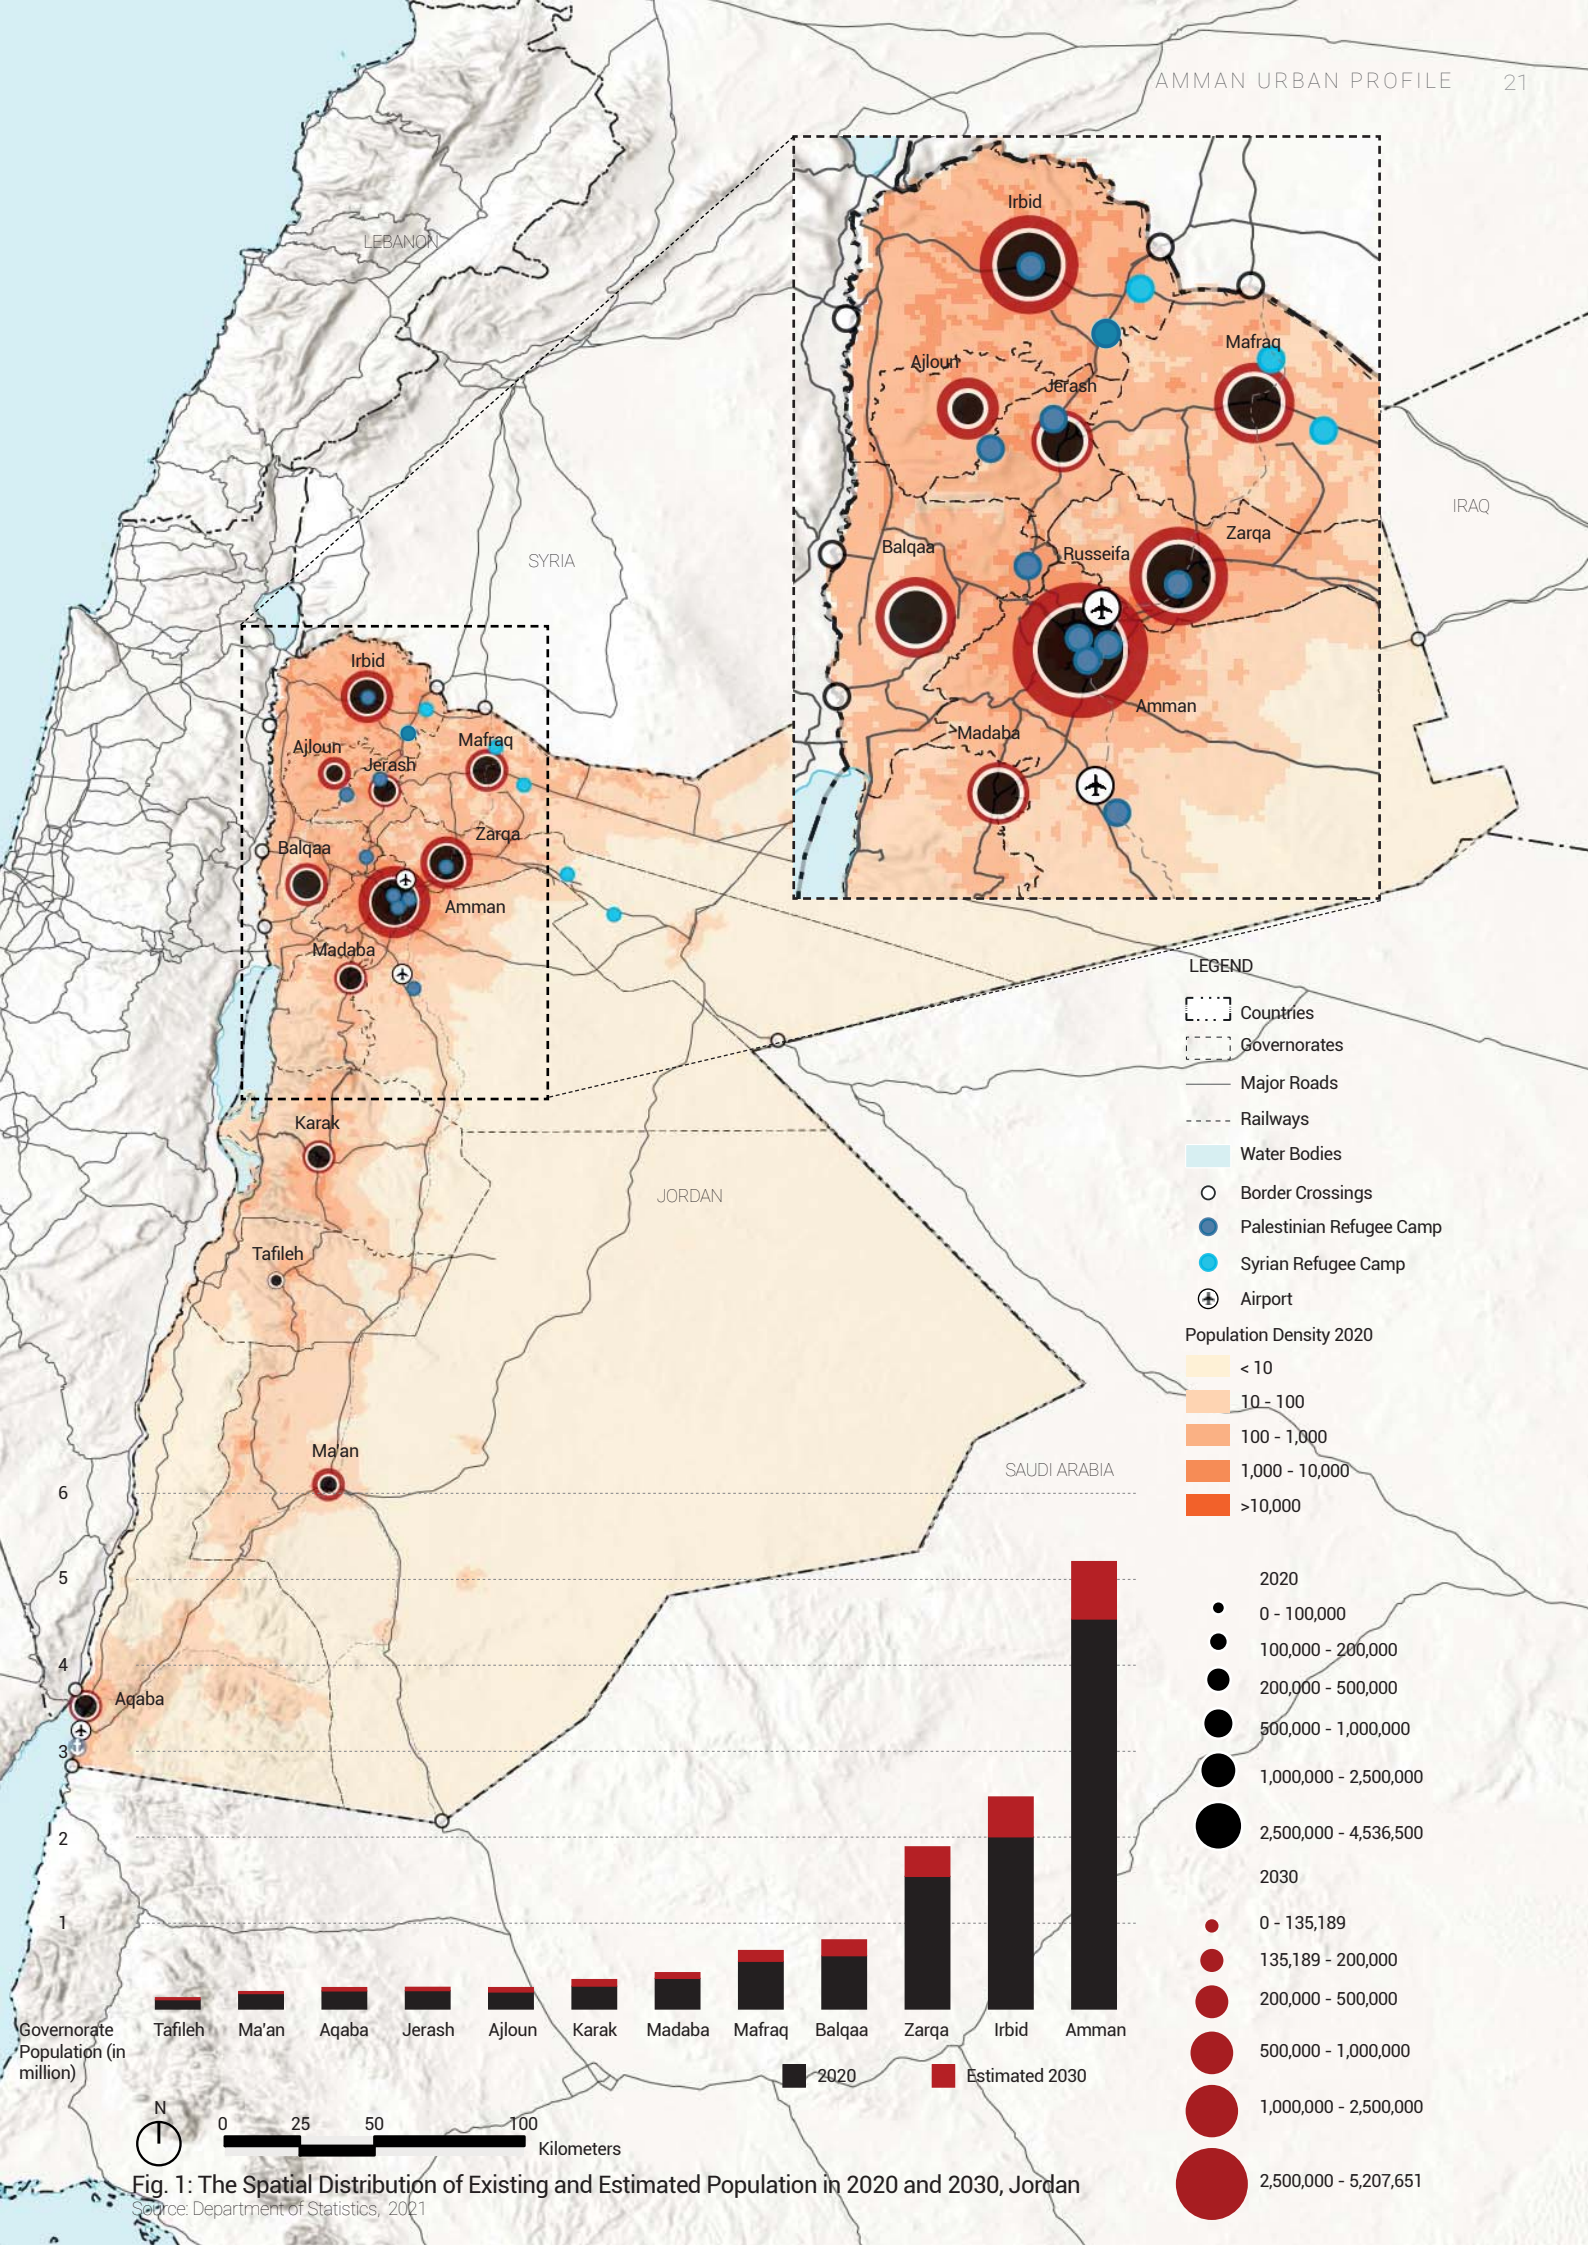 AMMAN URBAN PROFILE 21
LEBANON
SYRIA
IRAQ
JORDAN
SAUDI ARABIA
Irbid
Ajloun
Jerash
Mafraq
Balqaa
Russeifa
Zarqa
Amman
Madaba
Irbid
Ajloun
Jerash
Mafraq
Zarqa
Balqaa
Amman
Madaba
Karak
Tafileh
Ma'an
Aqaba
LEGEND
Countries
Governorates
Major Roads
Railways
Water Bodies
Border Crossings
Palestinian Refugee Camp
Syrian Refugee Camp
Airport
Population Density 2020
< 10
10 - 100
100 - 1,000
1,000 - 10,000
>10,000
2020
0 - 100,000
100,000 - 200,000
200,000 - 500,000
500,000 - 1,000,000
1,000,000 - 2,500,000
2,500,000 - 4,536,500
2030
0 - 135,189
135,189 - 200,000
200,000 - 500,000
500,000 - 1,000,000
1,000,000 - 2,500,000
2,500,000 - 5,207,651
6
5
4
3
2
1
Governorate
Population (in
million)
Tafileh Ma'an Aqaba Jerash Ajloun Karak Madaba Mafraq Balqaa Zarqa Irbid Amman
2020 Estimated 2030
N
0 25 50 100
Kilometers
Fig. 1: The Spatial Distribution of Existing and Estimated Population in 2020 and 2030, Jordan
Source: Department of Statistics, 2021